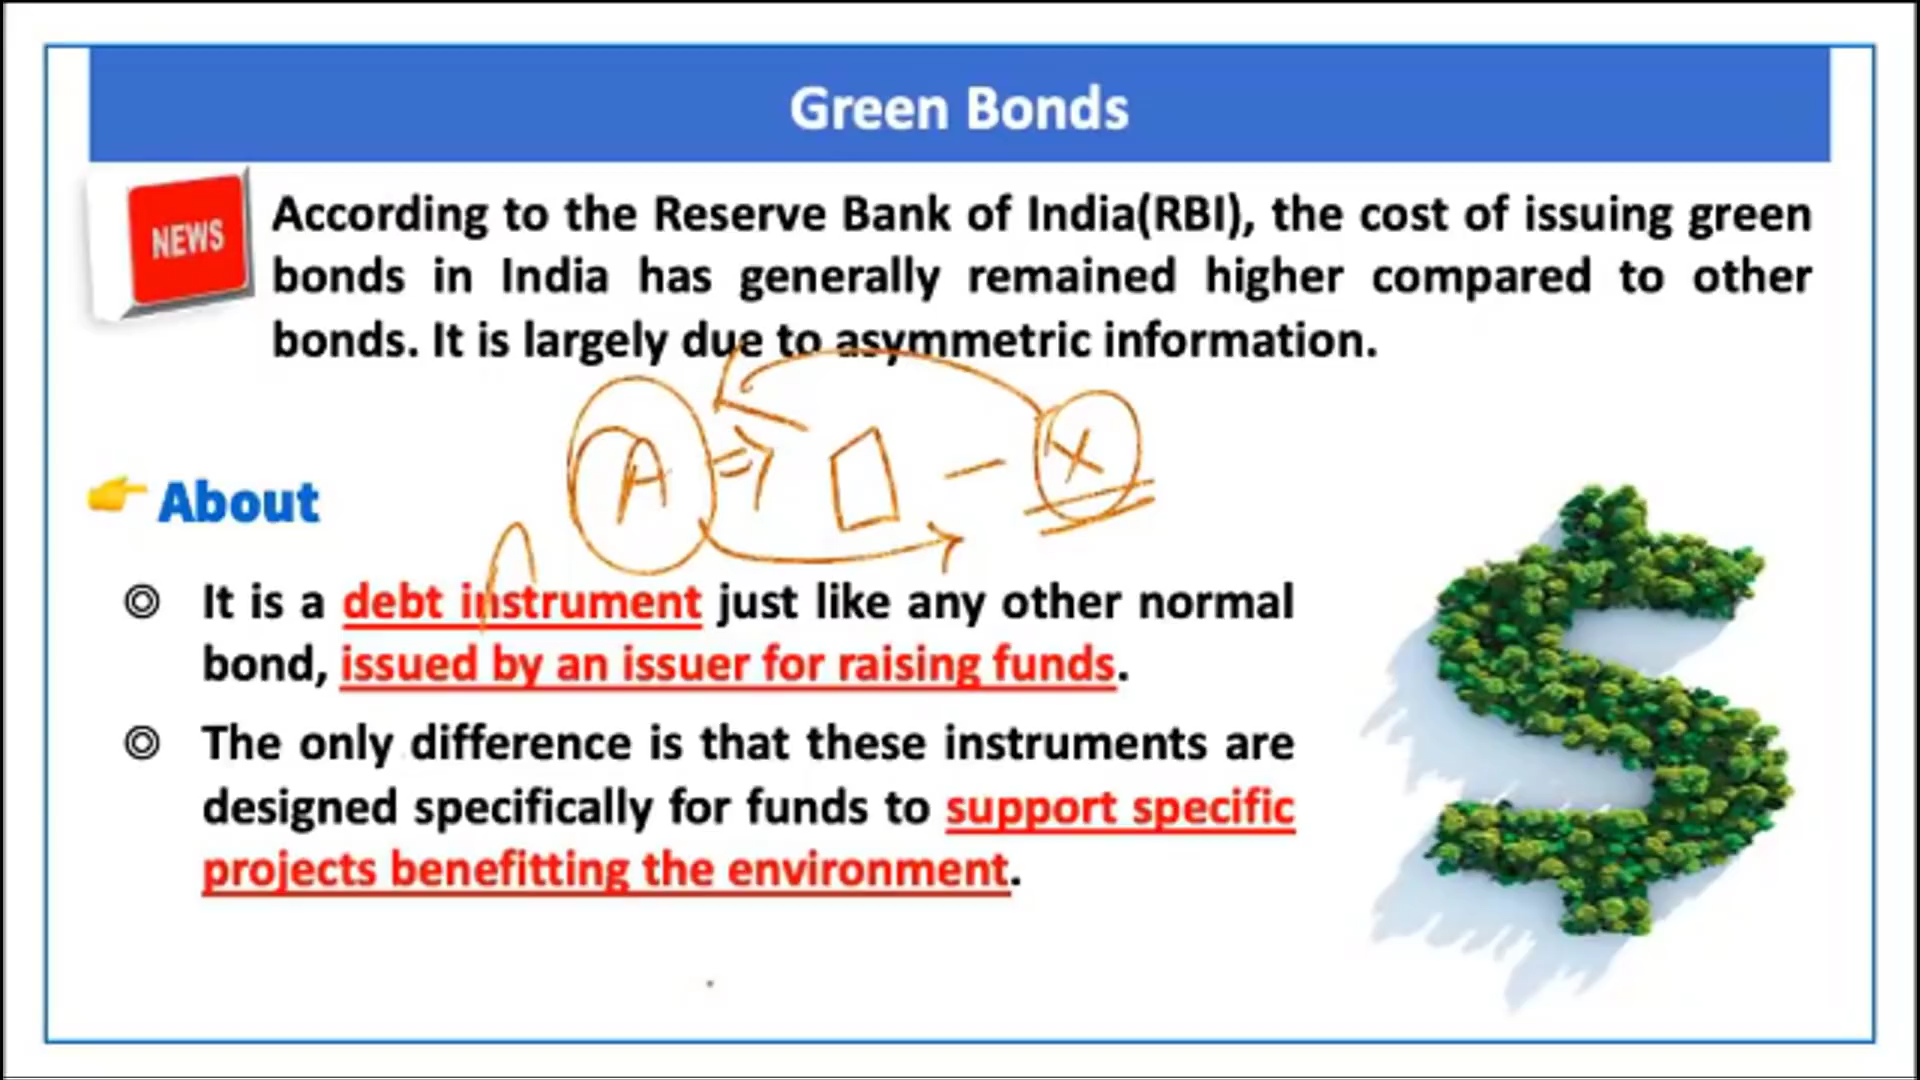 Green Bonds
NEWS
According to the Reserve Bank of India(RBI), the cost of issuing green
bonds in India has generally remained higher compared to other
bonds. It is largely due to asymmetric information.
A
X
About
It is a debt instrument just like any other normal
bond, issued by an issuer for raising funds.
The only difference is that these instruments are
designed specifically for funds to support specific
projects benefitting the environment.